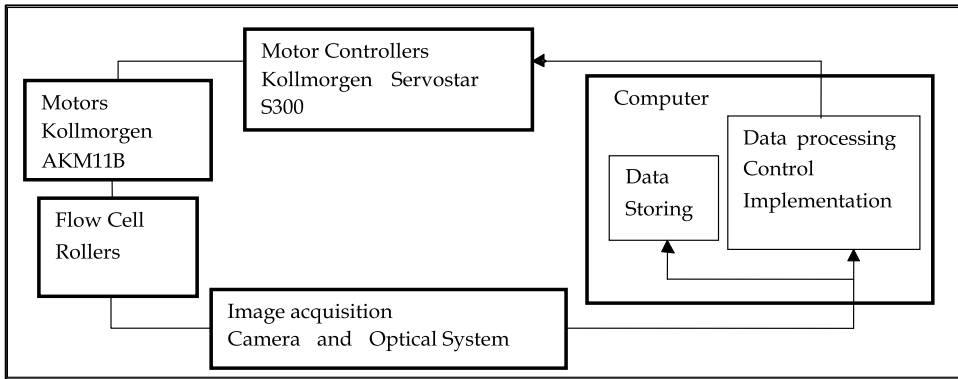 Motor Controllers
Kollmorgen Servostar
S300
Motors
Kollmorgen
AKM11B
Computer
Data processing
Control
Implementation
Data
Storing
Flow Cell
Rollers
Image acquisition
Camera and Optical System